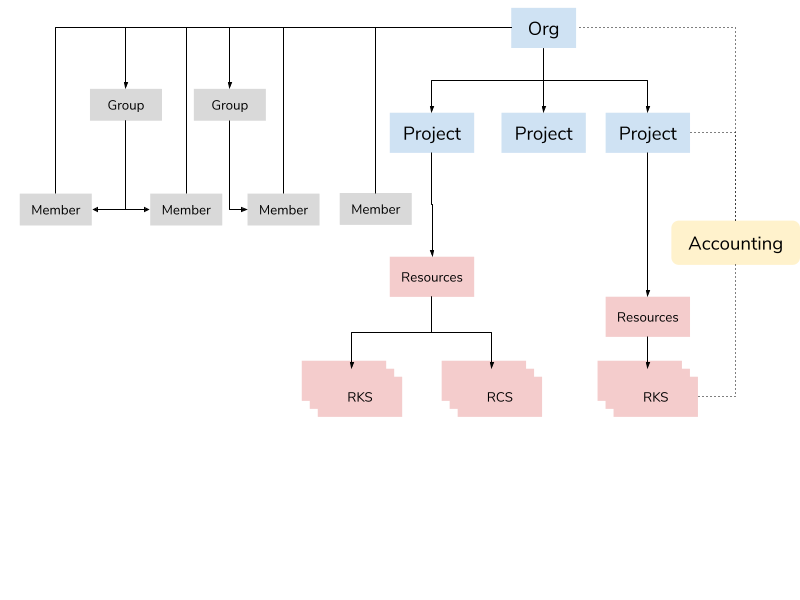 Org
Group
Group
Project
Project
Project
Member
Member
Member
Member
Accounting
Resources
Resources
RKS
RCS
RKS